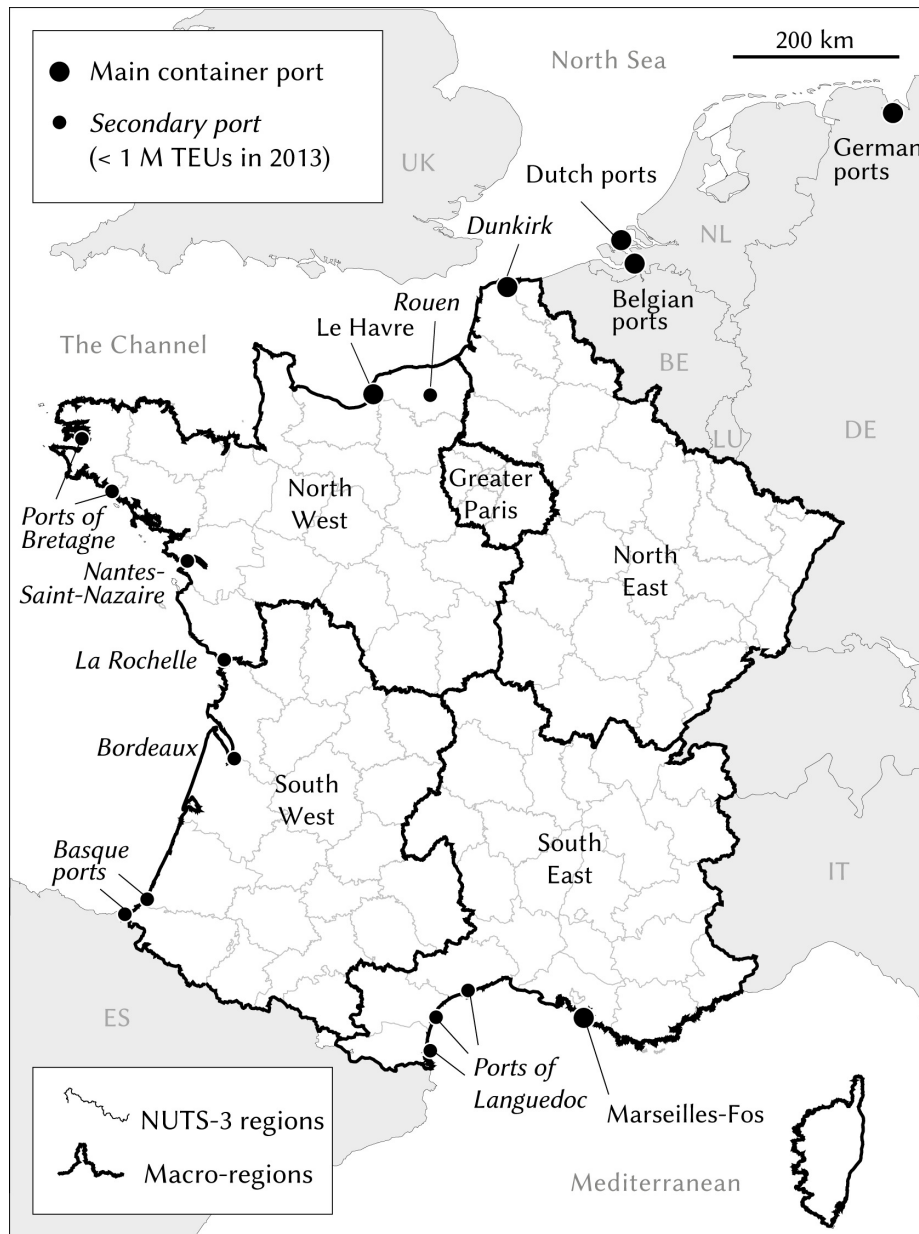 Main container port
Secondary port
(< 1 M TEUs in 2013)
200 km
North Sea
UK
German
ports
Dutch ports
NL
Dunkirk
Belgian
ports
Rouen
Le Havre
The Channel
BE
LU
DE
Greater
Paris
North
West
Ports of
Bretagne
North
East
Nantes-
Saint-Nazaire
La Rochelle
Bordeaux
South
West
South
East
Basque
ports
IT
ES
Ports of
Languedoc
Marseilles-Fos
NUTS-3 regions
Macro-regions
Mediterranean